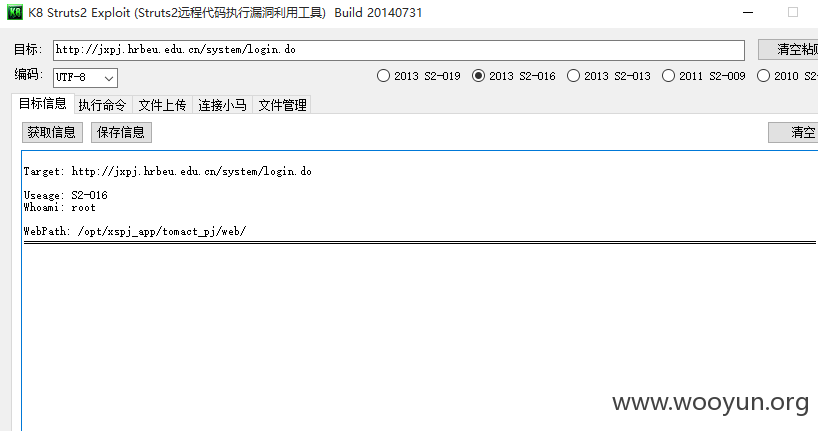 K8 Struts2 Exploit (Struts2远程代码执行漏洞利用工具) Build 20140731
目标: http://jxpj.hrbeu.edu.cn/system/login.do 清空粘贴
编码: UTF-8 2013 S2-019 2013 S2-016 2013 S2-013 2011 S2-009 2010 S2
目标信息 执行命令 文件上传 连接小马 文件管理
获取信息 保存信息 清空
Target: http://jxpj.hrbeu.edu.cn/system/login.do
Useage: S2-016
Whoami: root
WebPath: /opt/xspj_app/tomact_pj/web/
www.wooyun.org